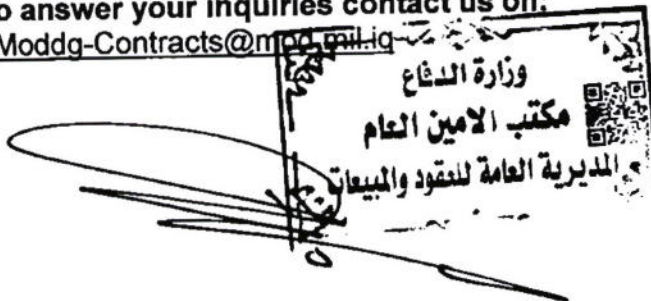 o answer your inquiries contact us on:
Moddg-Contracts@mod.mil.iq
وزارة الدفاع
مكتب الامين العام
المديرية العامة للعقود والمبيعات